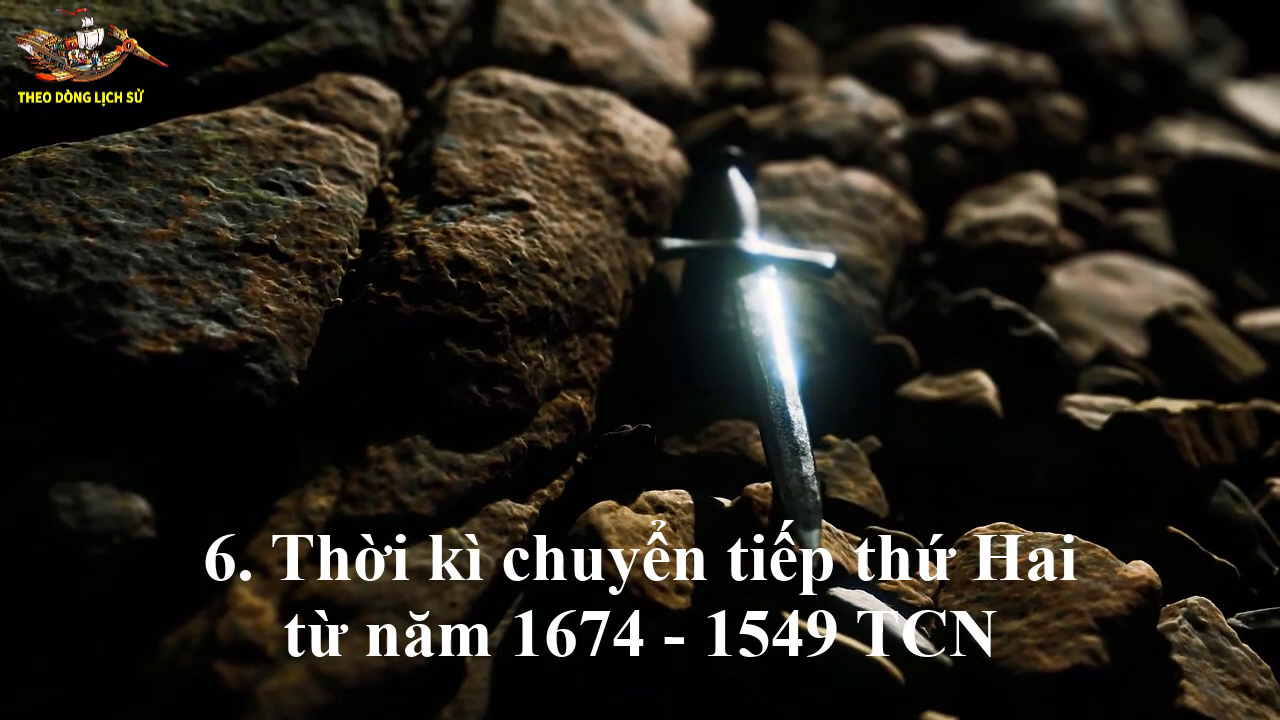 THEO DÒNG LỊCH SỬ
6. Thời kì chuyển tiếp thứ Hai
từ năm 1674 - 1549 TCN